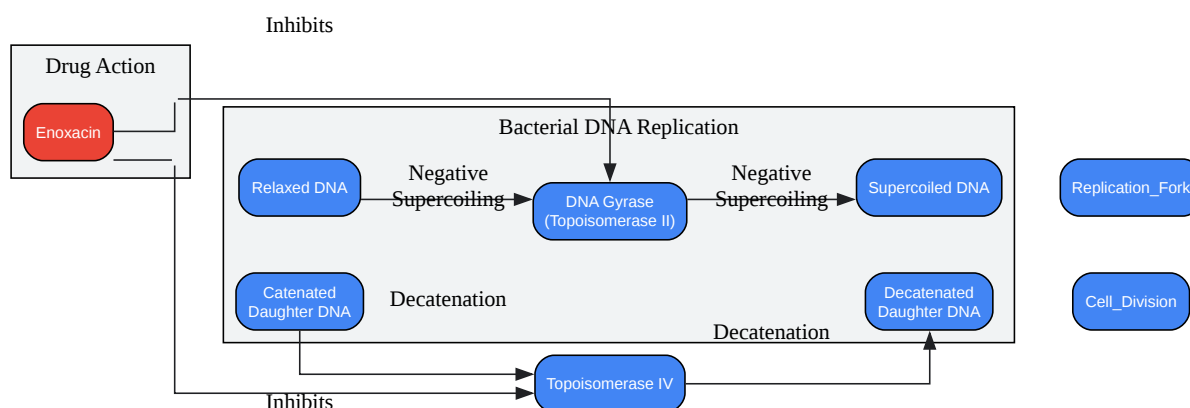 Inhibits
Drug Action
Enoxacin
Bacterial DNA Replication
Relaxed DNA
Negative
Supercoiling
DNA Gyrase
(Topoisomerase II)
Negative
Supercoiling
Supercoiled DNA
Replication_Fork
Catenated
Daughter DNA
Decatenation
Decatenated
Daughter DNA
Cell_Division
Decatenation
Topoisomerase IV
Inhibits